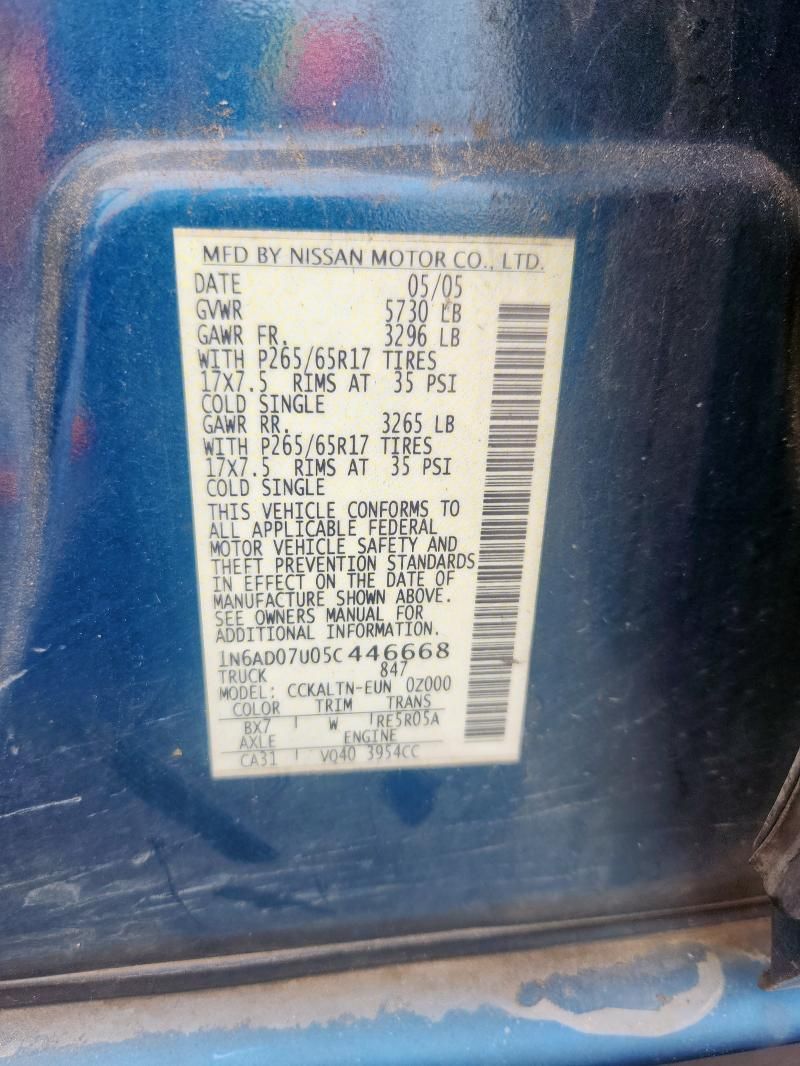 MFD BY NISSAN MOTOR CO., LTD.
DATE 05/05
GVWR 5730 LB
GAWR FR. 3296 LB
WITH P265/65R17 TIRES
17X7.5 RIMS AT 35 PSI
COLD SINGLE
GAWR RR. 3265 LB
WITH P265/65R17 TIRES
17X7.5 RIMS AT 35 PSI
COLD SINGLE
THIS VEHICLE CONFORMS TO
ALL APPLICABLE FEDERAL
MOTOR VEHICLE SAFETY AND
THEFT PREVENTION STANDARDS
IN EFFECT ON THE DATE OF
MANUFACTURE SHOWN ABOVE.
SEE OWNERS MANUAL FOR
ADDITIONAL INFORMATION.
1N6AD07U05C446668
TRUCK 847
MODEL: CCKALTN-EUN 0Z000
COLOR TRIM TRANS
BX7 W RE5R05A
AXLE ENGINE
CA31 VQ40 3954CC